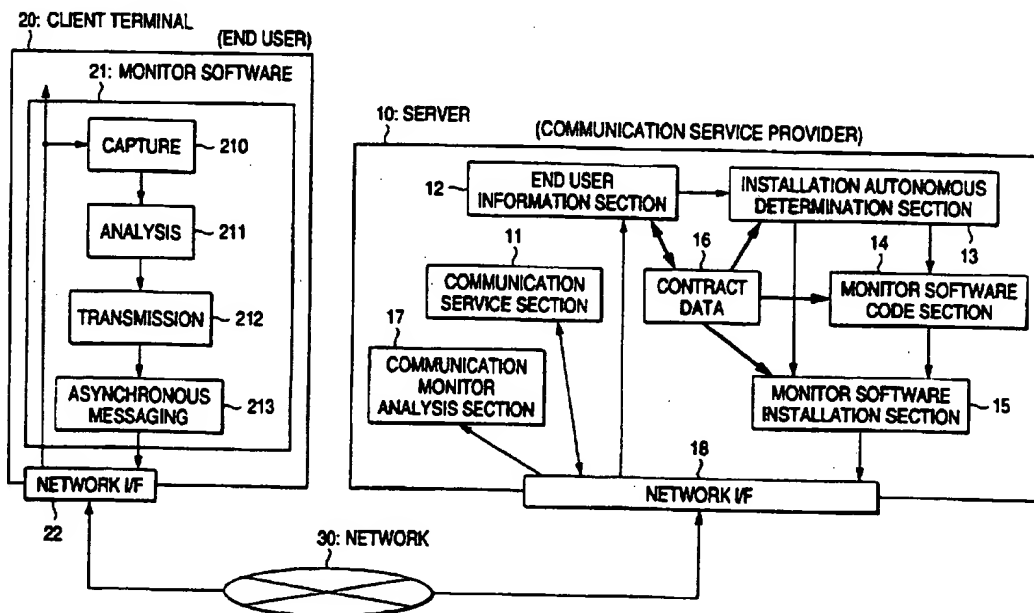 20: CLIENT TERMINAL
(END USER)
21: MONITOR SOFTWARE
CAPTURE
210
ANALYSIS
211
TRANSMISSION
212
ASYNCHRONOUS
MESSAGING
213
NETWORK I/F
22
10: SERVER
(COMMUNICATION SERVICE PROVIDER)
12
END USER
INFORMATION SECTION
INSTALLATION AUTONOMOUS
DETERMINATION SECTION
13
11
COMMUNICATION
SERVICE SECTION
16
CONTRACT
DATA
14
MONITOR SOFTWARE
CODE SECTION
17
COMMUNICATION
MONITOR
ANALYSIS SECTION
MONITOR SOFTWARE
INSTALLATION SECTION
15
18
NETWORK I/F
30: NETWORK